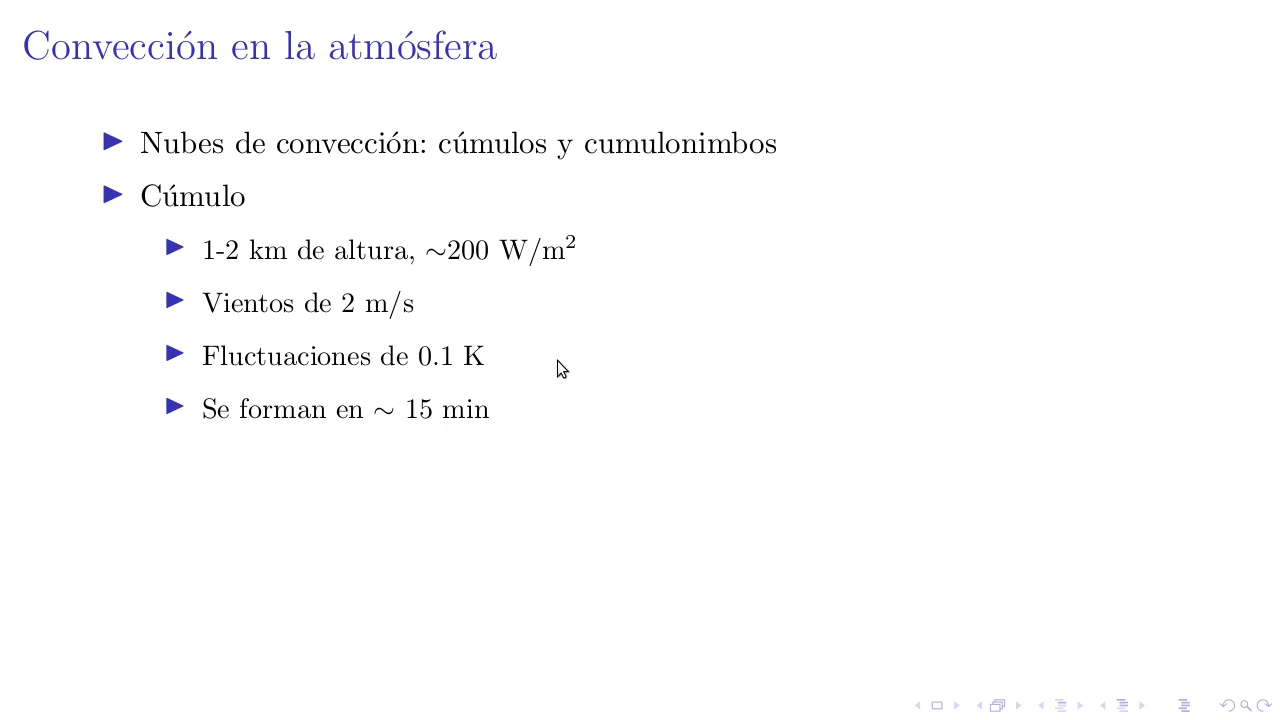 Convección en la atmósfera
Nubes de convección: cúmulos y cumulonimbos
Cúmulo
1-2 km de altura, ∼200 W/m²
Vientos de 2 m/s
Fluctuaciones de 0.1 K
Se forman en ∼ 15 min